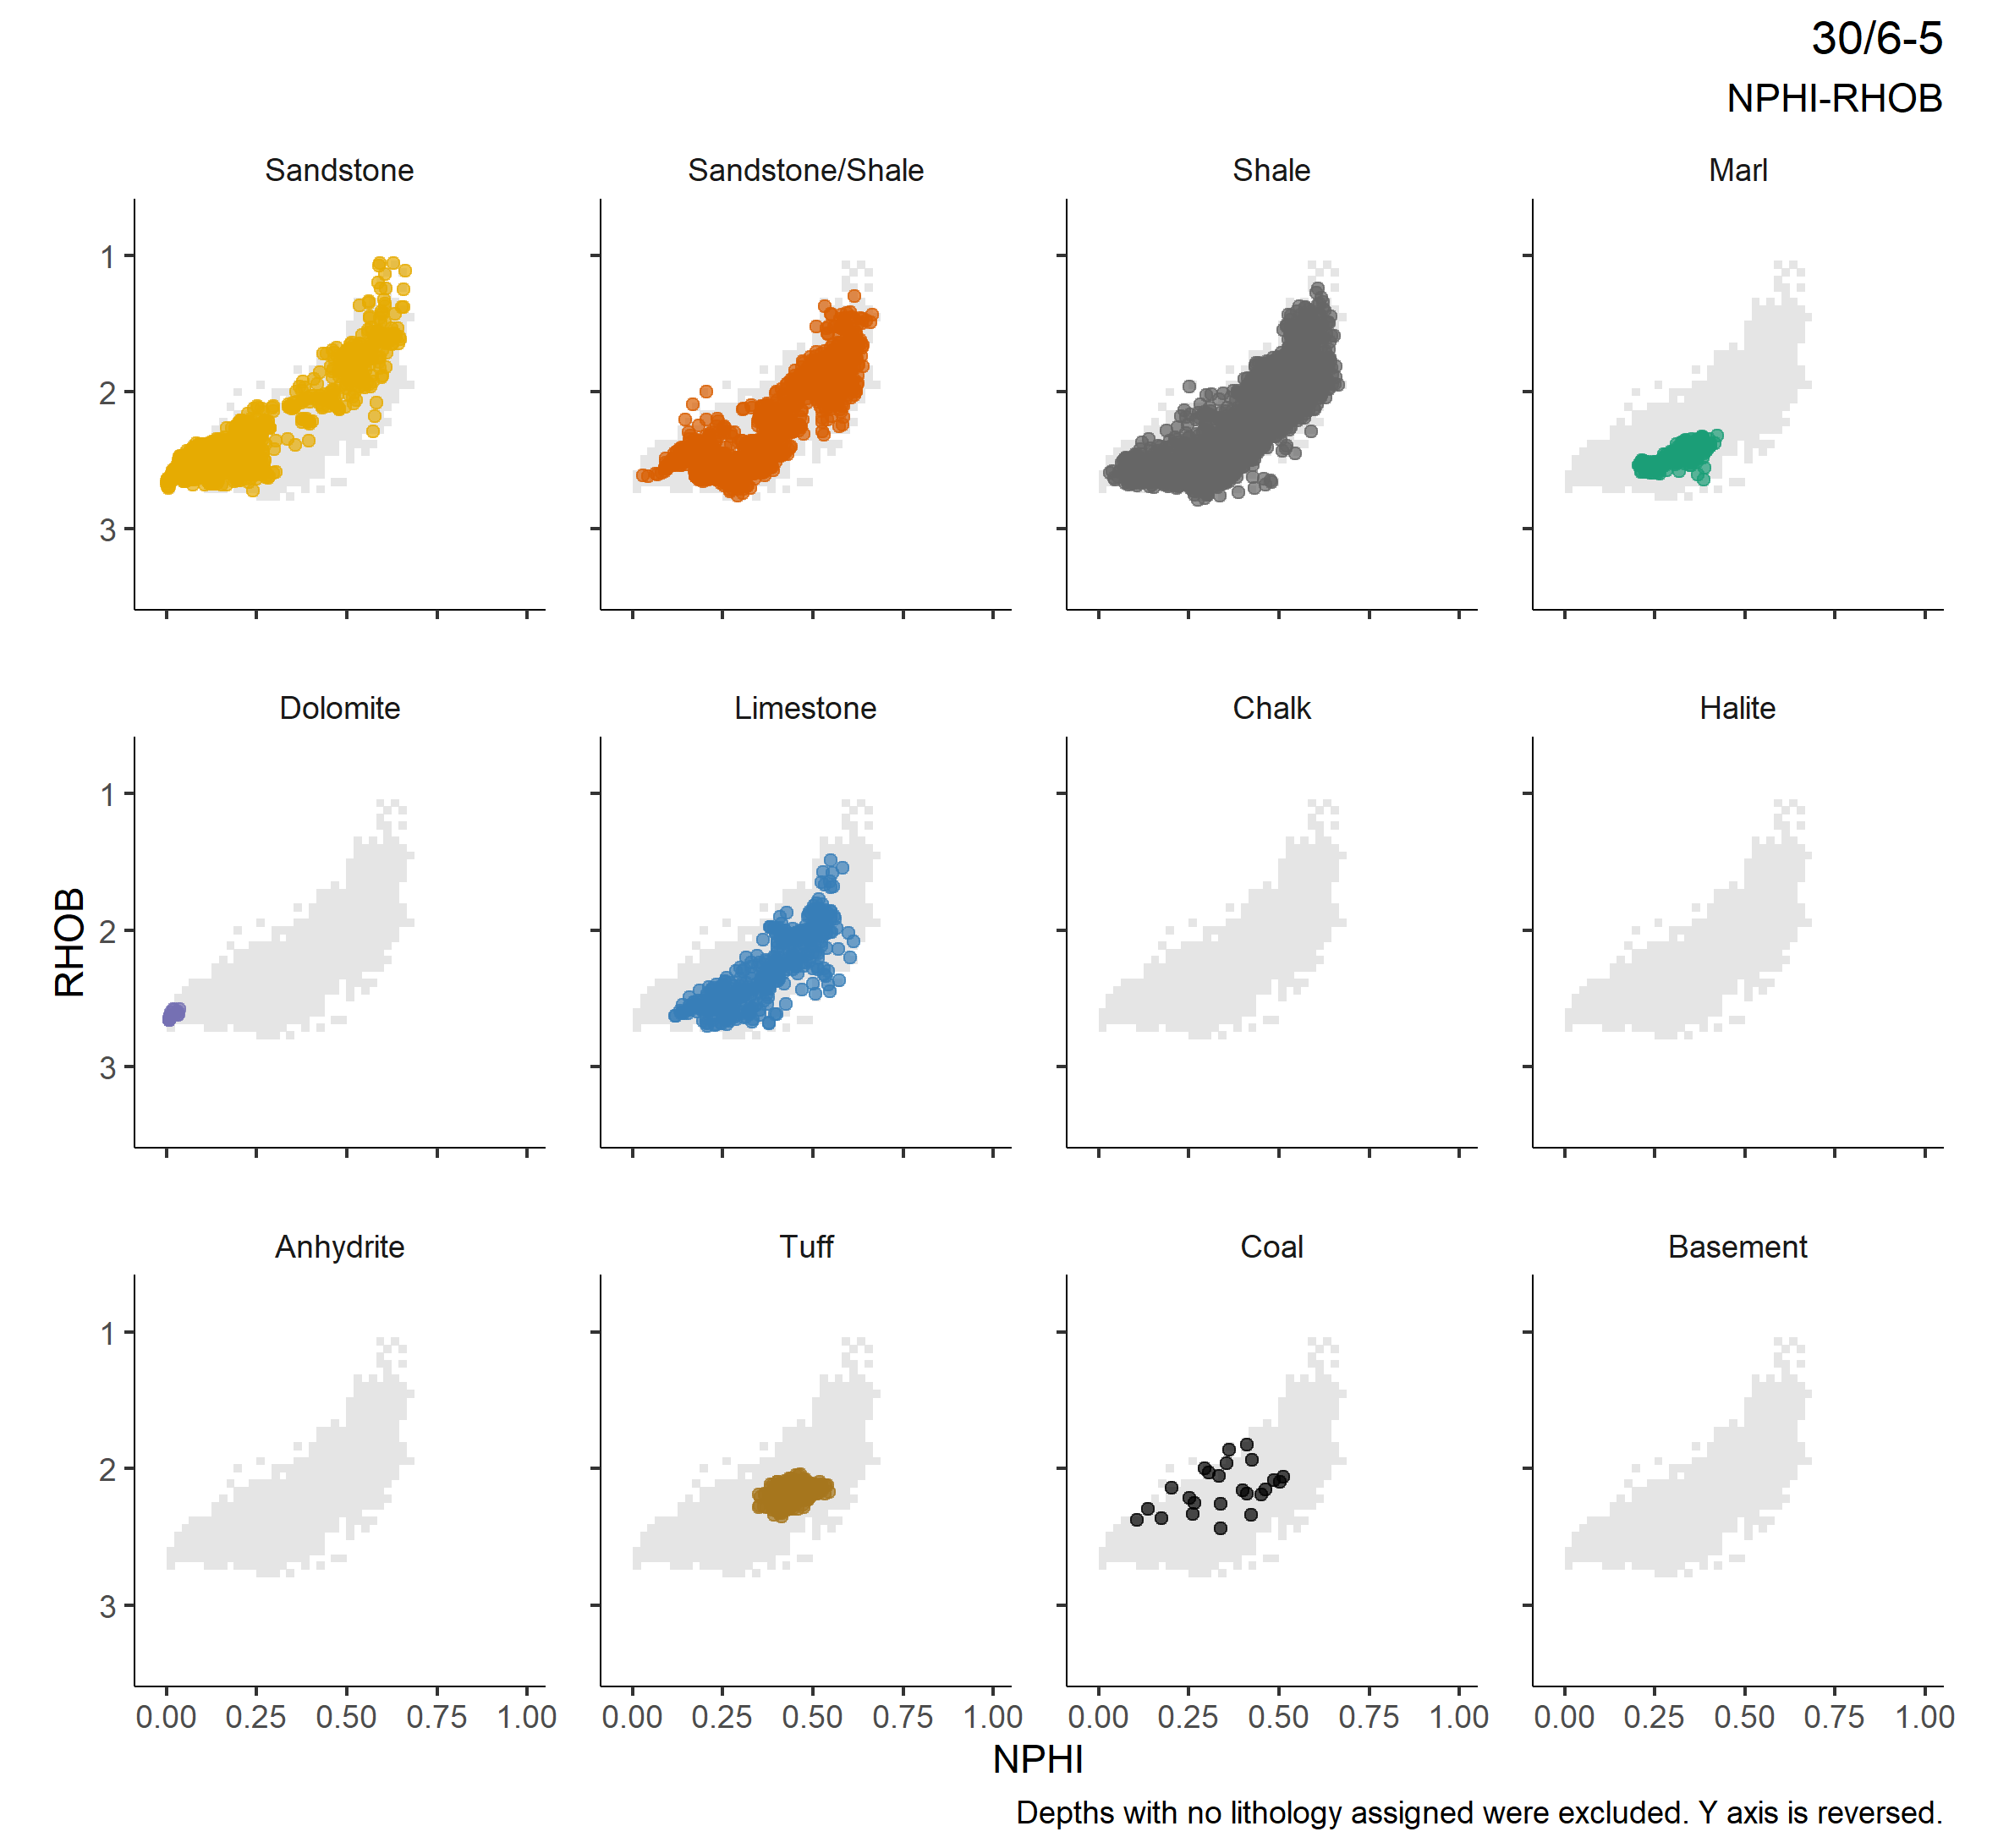 30/6-5
NPHI-RHOB
Sandstone
Sandstone/Shale
Shale
Marl
1
2
3
Dolomite
Limestone
Chalk
Halite
1
2
3
RHOB
Anhydrite
Tuff
Coal
Basement
1
2
3
0.00 0.25 0.50 0.75 1.00
0.00 0.25 0.50 0.75 1.00
0.00 0.25 0.50 0.75 1.00
0.00 0.25 0.50 0.75 1.00
NPHI
Depths with no lithology assigned were excluded. Y axis is reversed.